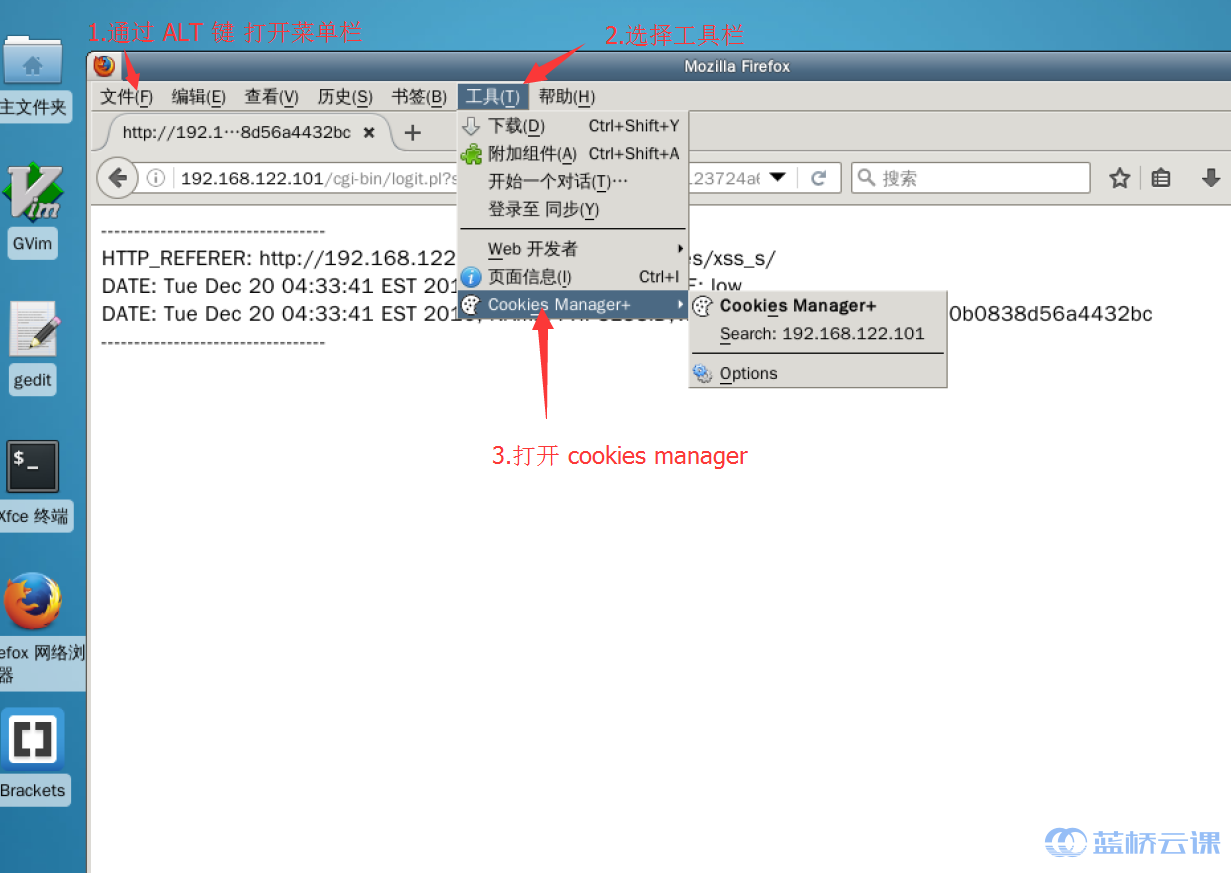 1.通过 ALT 键 打开菜单栏
2.选择工具栏
Mozilla Firefox
文件(F) 编辑(E) 查看(V) 历史(S) 书签(B) 工具(T) 帮助(H)
http://192.1…8d56a4432bc
192.168.122.101/cgi-bin/logit.pl?s
23724a
搜索
下载(D) Ctrl+Shift+Y
附加组件(A) Ctrl+Shift+A
开始一个对话(T)…
登录至 同步(Y)
Web 开发者
页面信息(I) Ctrl+I
Cookies Manager+
Cookies Manager+
Search: 192.168.122.101
Options
--------------------------------
HTTP_REFERER: http://192.168.122 s/xss_s/
DATE: Tue Dec 20 04:33:41 EST 201 : low
DATE: Tue Dec 20 04:33:41 EST 201 0b0838d56a4432bc
--------------------------------
3.打开 cookies manager
主文件夹
Vim
GVim
gedit
$_
Xfce 终端
efox 网络浏
器
Brackets
蓝桥云课